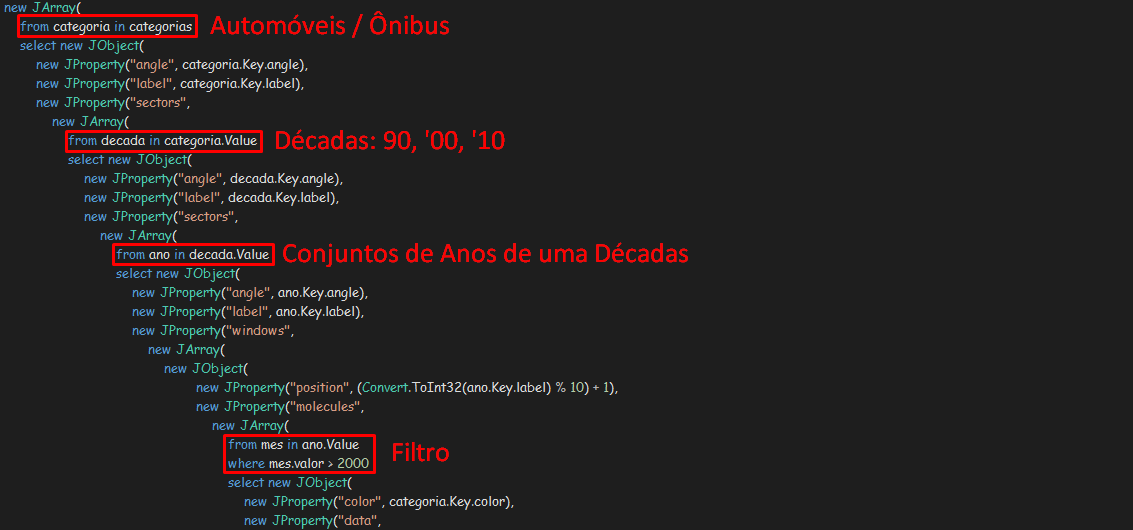 new JArray(
from categoria in categorias Automóveis / Ônibus
select new JObject(
new JProperty("angle", categoria.Key.angle),
new JProperty("label", categoria.Key.label),
new JProperty("sectors",
new JArray(
from decada in categoria.Value Décadas: 90, '00, '10
select new JObject(
new JProperty("angle", decada.Key.angle),
new JProperty("label", decada.Key.label),
new JProperty("sectors",
new JArray(
from ano in decada.Value Conjuntos de Anos de uma Décadas
select new JObject(
new JProperty("angle", ano.Key.angle),
new JProperty("label", ano.Key.label),
new JProperty("windows",
new JArray(
new JObject(
new JProperty("position", (Convert.ToInt32(ano.Key.label) % 10) + 1),
new JProperty("molecules",
new JArray(
from mes in ano.Value Filtro
where mes.valor > 2000
select new JObject(
new JProperty("color", categoria.Key.color),
new JProperty("data",